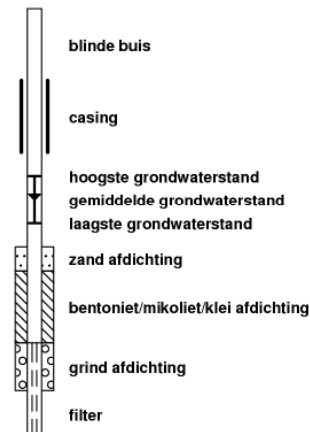 blinde buis
casing
hoogste grondwaterstand
gemiddelde grondwaterstand
laagste grondwaterstand
zand afdichting
bentoniet/mikoliet/klei afdichting
grind afdichting
filter